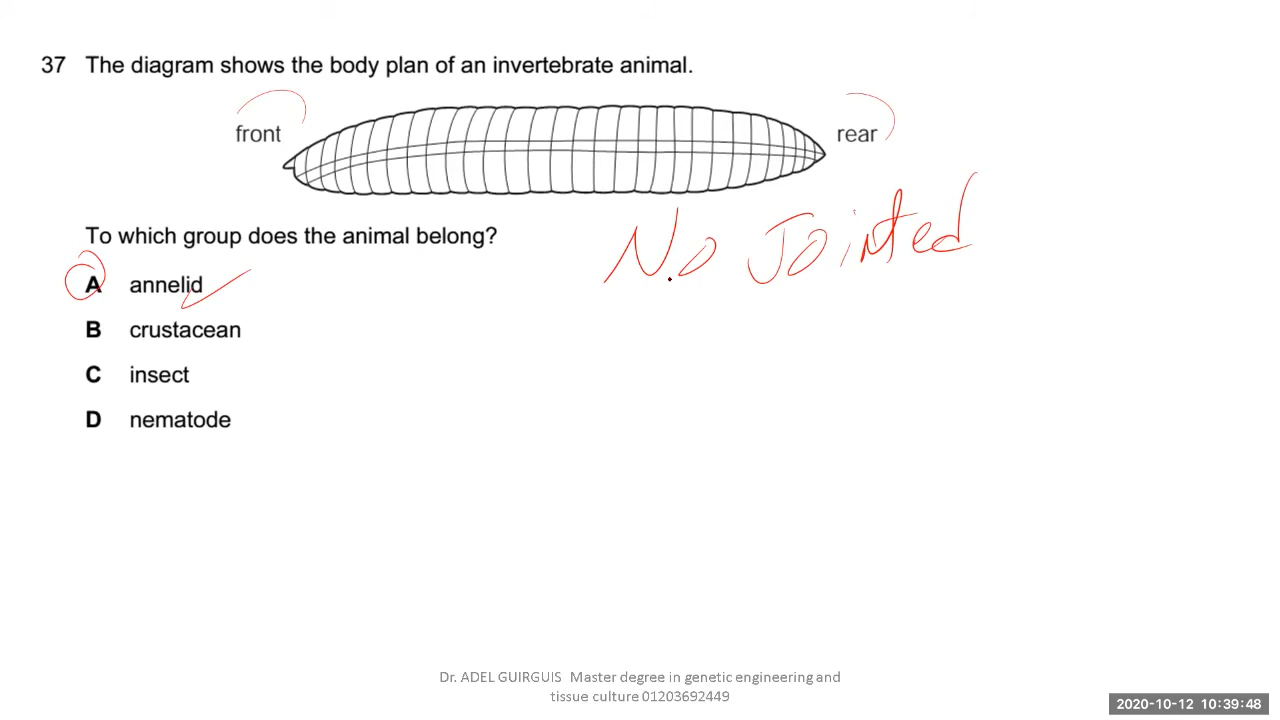 37 The diagram shows the body plan of an invertebrate animal.
front
rear
To which group does the animal belong?
No Jointed
A annelid
B crustacean
C insect
D nematode
Dr. ADEL GUIRGUIS Master degree in genetic engineering and
tissue culture 01203692449
2020-10-12 10:39:48